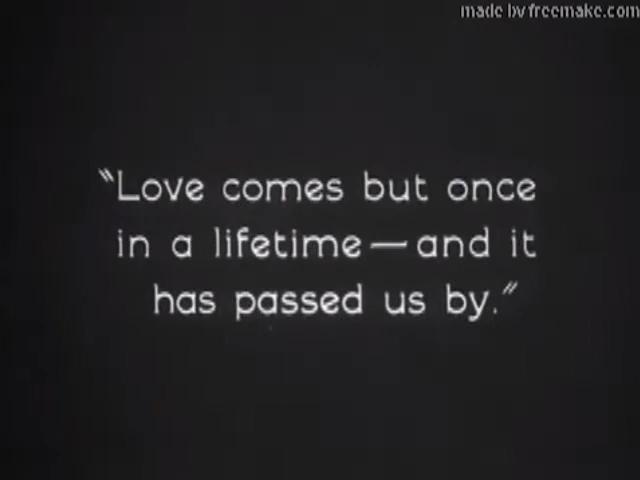 made by freemake.com
"Love comes but once
in a lifetime—and it
has passed us by."